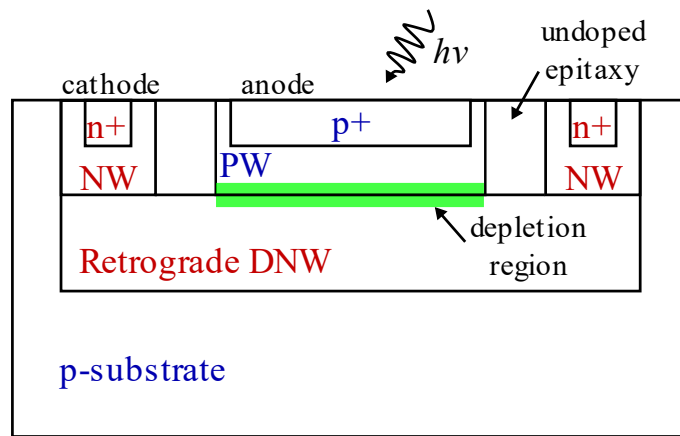 hν
undoped
epitaxy
cathode
anode
n+
p+
n+
NW
PW
NW
depletion
region
Retrograde DNW
p-substrate